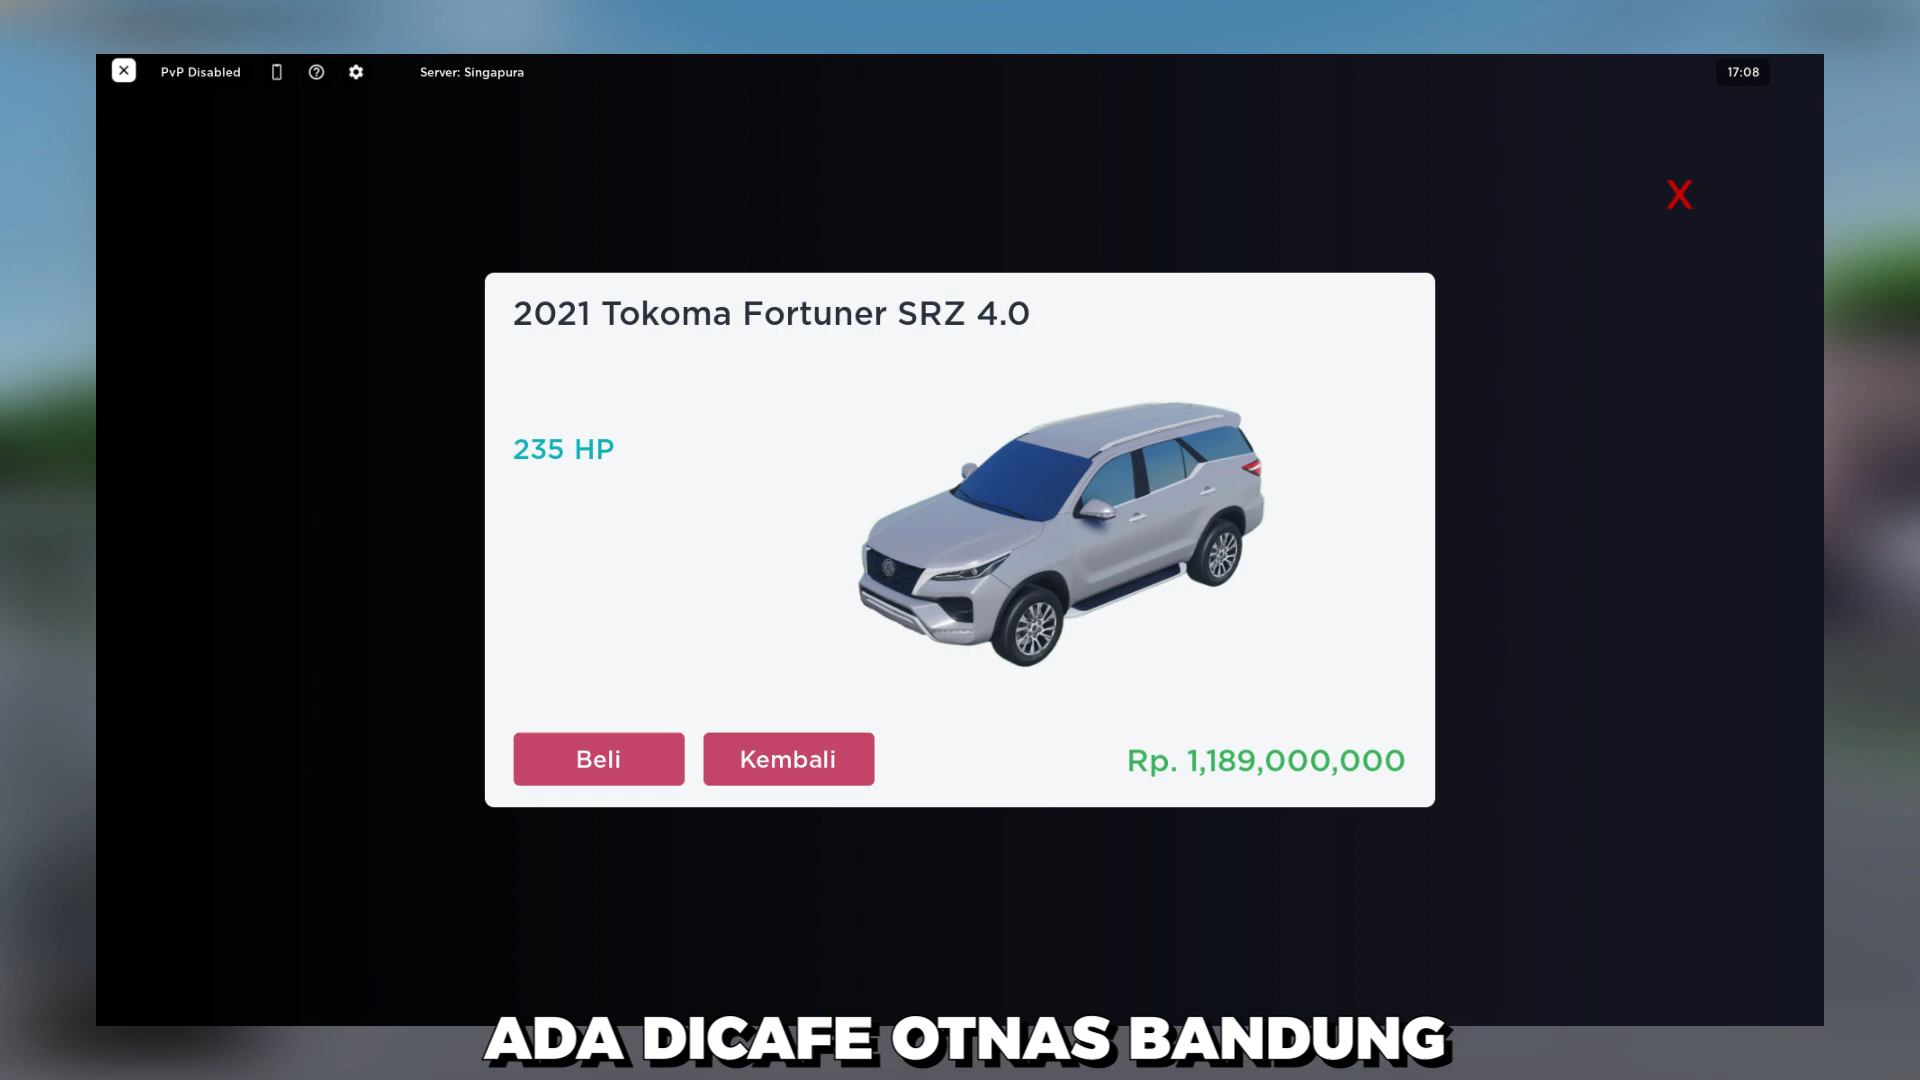 PvP Disabled
Server: Singapura
17:08
X
2021 Tokoma Fortuner SRZ 4.0
235 HP
Beli
Kembali
Rp. 1,189,000,000
ADA DICAFE OTNAS BANDUNG